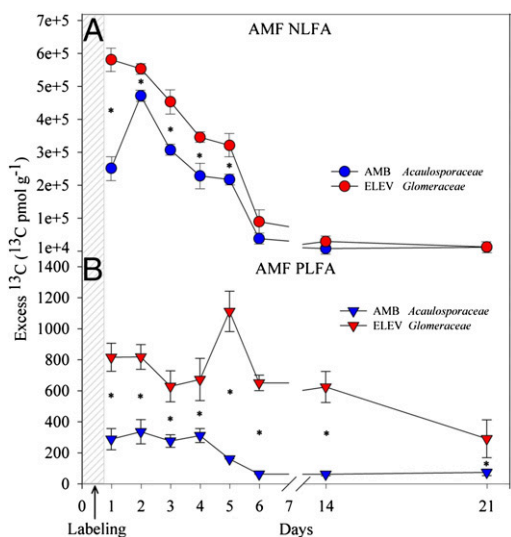 A
AMF NLFA
7e+5
6e+5
5e+5
4e+5
3e+5
2e+5
1e+5
1e+4
*
*
*
*
*
AMB Acaulosporaceae
ELEV Glomeraceae
Excess 13C (13C pmol g-1)
B
AMF PLFA
1400
1200
1000
800
600
400
200
0
AMB Acaulosporaceae
ELEV Glomeraceae
*
*
*
*
*
*
*
*
0 1 2 3 4 5 6 7 14 21
Labeling
Days